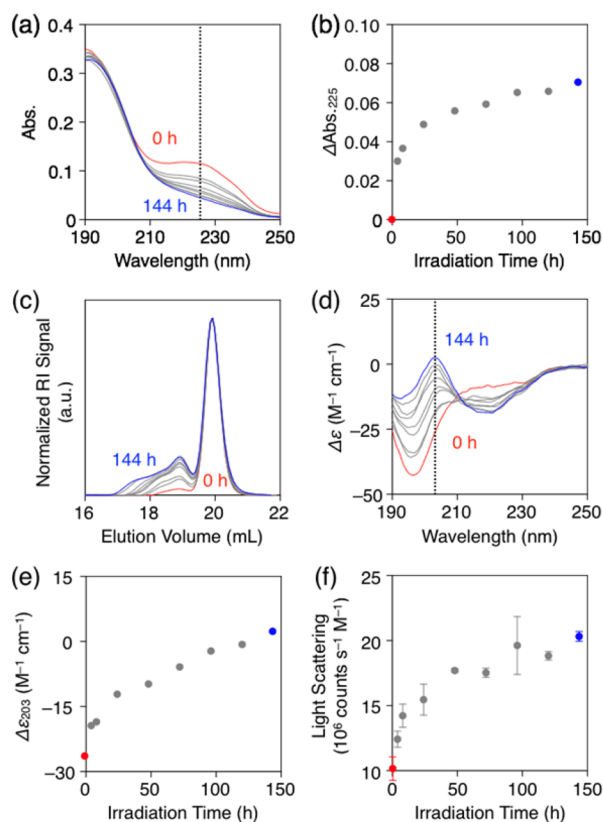 (a)
0.4
0.3
0.2
0.1
0
Abs.
0 h
144 h
190
210
230
250
Wavelength (nm)
(b)
0.10
0.08
0.06
0.04
0.02
0.00
ΔAbs.225
0
50
100
150
Irradiation Time (h)
(c)
Normalized RI Signal
(a.u.)
144 h
0 h
16
18
20
22
Elution Volume (mL)
(d)
25
0
−25
−50
Δε (M−1 cm−1)
144 h
0 h
190
210
230
250
Wavelength (nm)
(e)
15
0
−15
−30
Δε203 (M−1 cm−1)
0
50
100
150
Irradiation Time (h)
(f)
25
20
15
10
Light Scattering
(10⁶ counts s−1 M−1)
0
50
100
150
Irradiation Time (h)